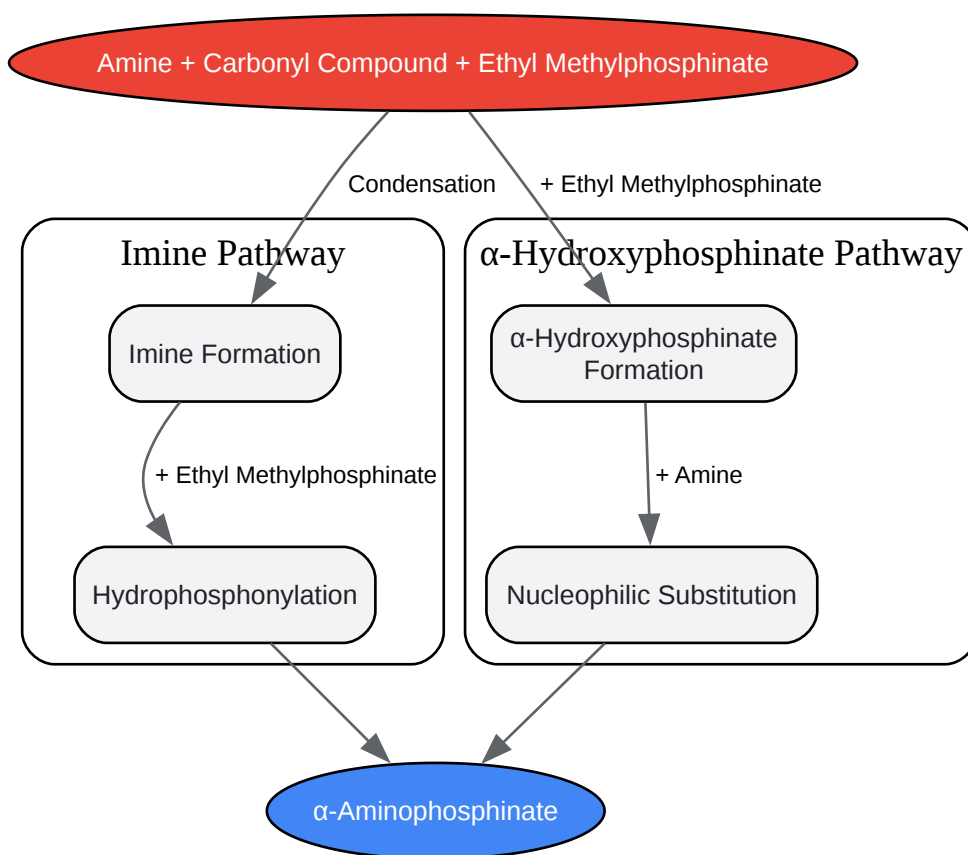 Amine + Carbonyl Compound + Ethyl Methylphosphinate
Condensation
+ Ethyl Methylphosphinate
Imine Pathway
α-Hydroxyphosphinate Pathway
Imine Formation
α-Hydroxyphosphinate
Formation
+ Ethyl Methylphosphinate
+ Amine
Hydrophosphonylation
Nucleophilic Substitution
α-Aminophosphinate